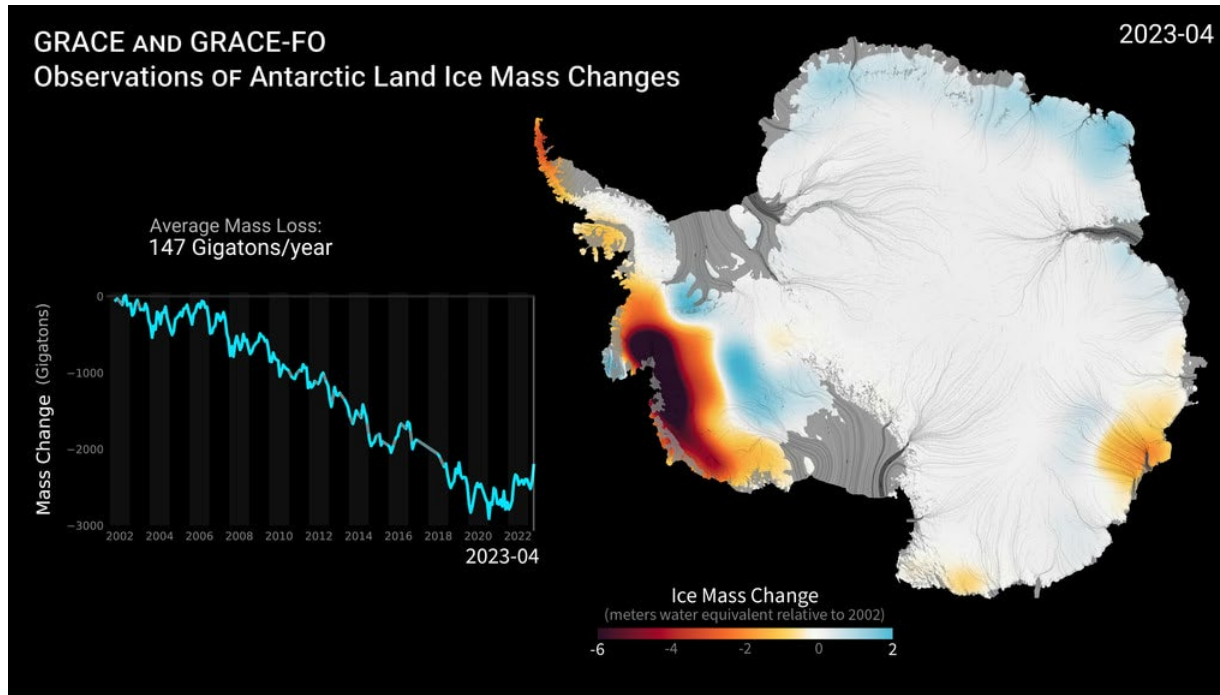 GRACE AND GRACE-FO
Observations OF Antarctic Land Ice Mass Changes
2023-04
Average Mass Loss:
147 Gigatons/year
Mass Change (Gigatons)
0
−1000
−2000
−3000
2002 2004 2006 2008 2010 2012 2014 2016 2018 2020 2022
2023-04
Ice Mass Change
(meters water equivalent relative to 2002)
-6 -4 -2 0 2